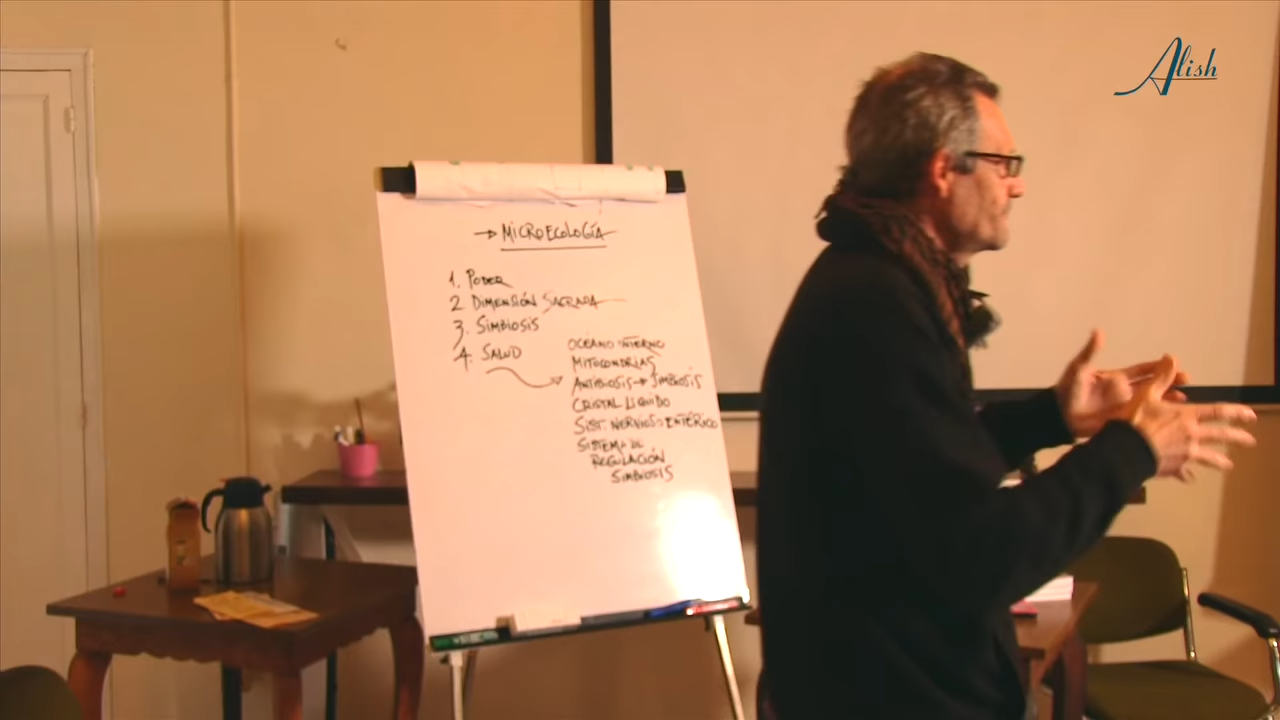 Alish
→ MICROECOLOGÍA
1. PODER
2. DIMENSIÓN SAGRADA
3. SIMBIOSIS
4. SALUD
OCÉANO INTERNO
MITOCONDRIAS
ANTIBIOSIS → SIMBIOSIS
CRISTAL LÍQUIDO
SIST. NERVIOSO ENTÉRICO
SISTEMA DE
REGULACIÓN
SIMBIOSIS